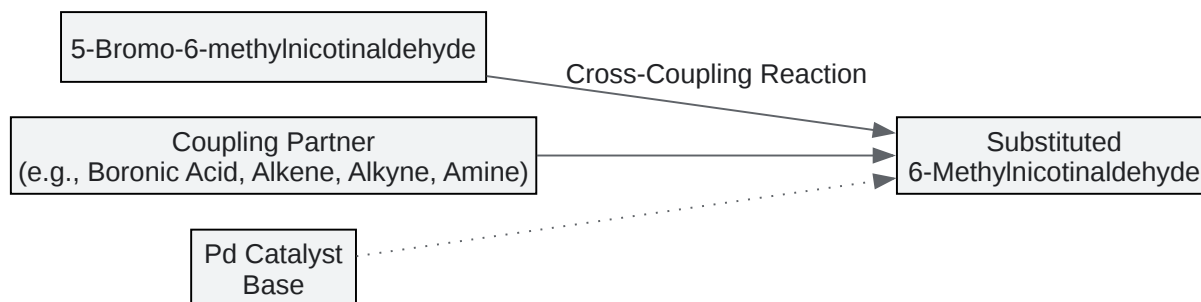 5-Bromo-6-methylnicotinaldehyde
Cross-Coupling Reaction
Coupling Partner
(e.g., Boronic Acid, Alkene, Alkyne, Amine)
Substituted
6-Methylnicotinaldehyde
Pd Catalyst
Base